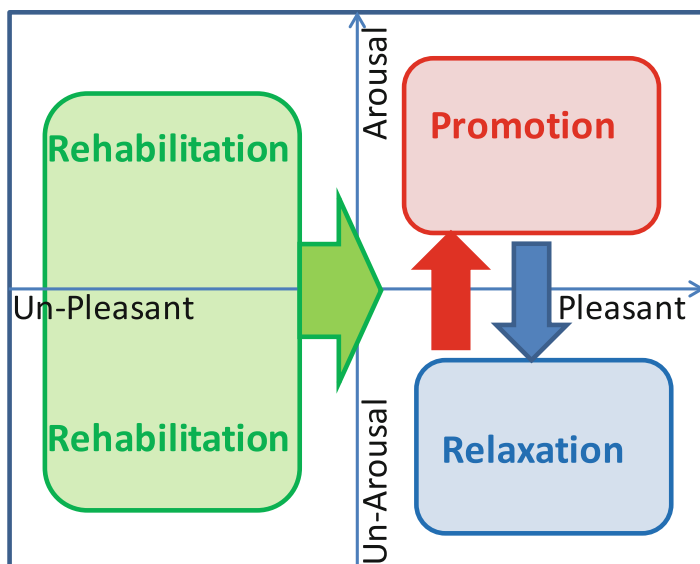 Arousal
Promotion
Rehabilitation
Un-Pleasant
Pleasant
Rehabilitation
Relaxation
Un-Arousal